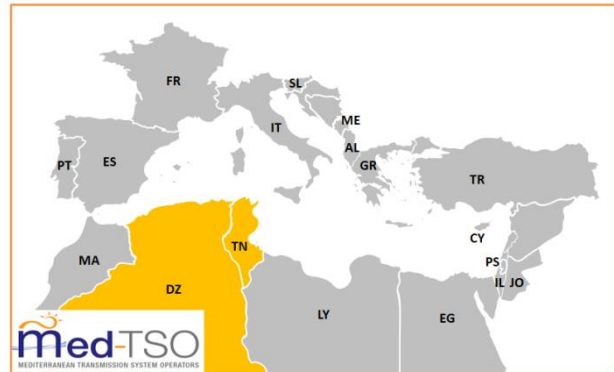 FR
SL
IT
ME
AL
GR
PT
ES
TR
CY
PS
IL JO
MA
TN
DZ
LY
EG
Med-TSO
MEDITERRANEAN TRANSMISSION SYSTEM OPERATORS